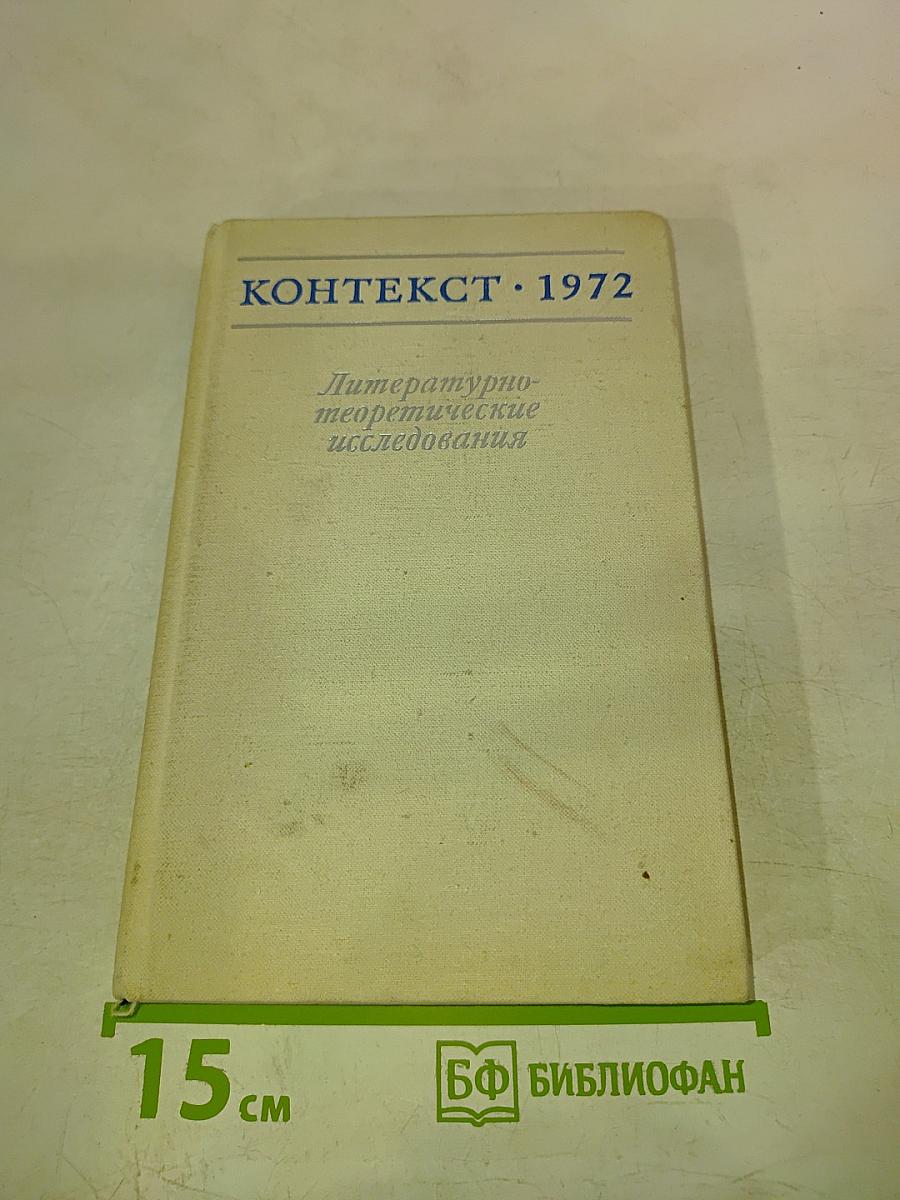 КОНТЕКСТ · 1972
Литературно-
теоретические
исследования
15 см
БФ БИБЛИОФАН